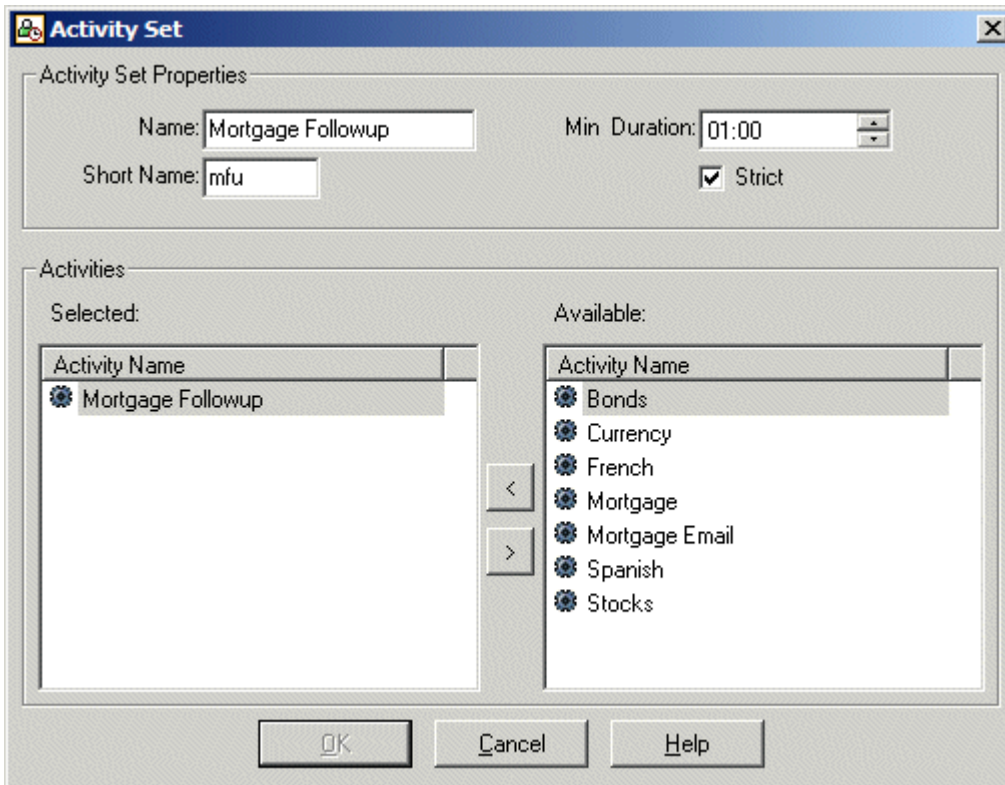 Activity Set
Activity Set Properties
Name: Mortgage Followup
Min Duration: 01:00
Short Name: mfu
Strict
Activities
Selected:
Available:
Activity Name
Mortgage Followup
<
>
Activity Name
Bonds
Currency
French
Mortgage
Mortgage Email
Spanish
Stocks
OK
Cancel
Help